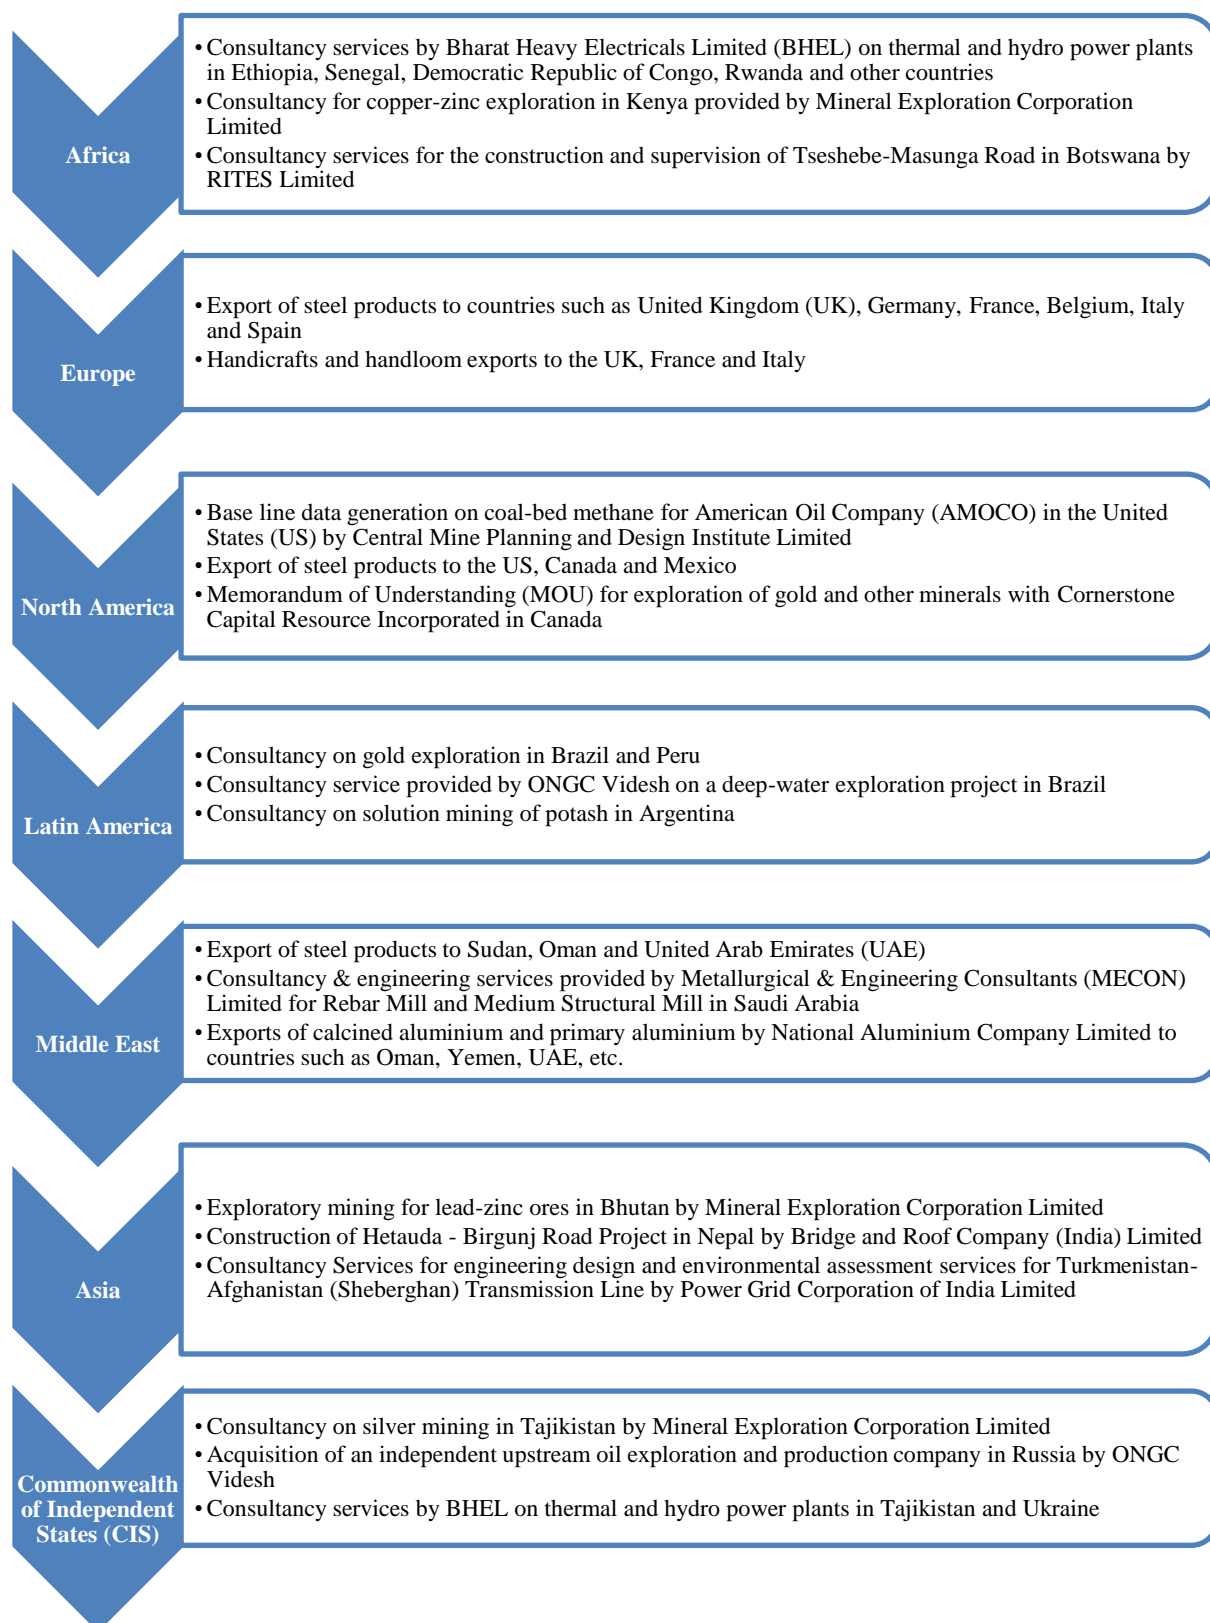 Africa
• Consultancy services by Bharat Heavy Electricals Limited (BHEL) on thermal and hydro power plants
in Ethiopia, Senegal, Democratic Republic of Congo, Rwanda and other countries
• Consultancy for copper-zinc exploration in Kenya provided by Mineral Exploration Corporation
Limited
• Consultancy services for the construction and supervision of Tseshebe-Masunga Road in Botswana by
RITES Limited
Europe
• Export of steel products to countries such as United Kingdom (UK), Germany, France, Belgium, Italy
and Spain
• Handicrafts and handloom exports to the UK, France and Italy
North America
• Base line data generation on coal-bed methane for American Oil Company (AMOCO) in the United
States (US) by Central Mine Planning and Design Institute Limited
• Export of steel products to the US, Canada and Mexico
• Memorandum of Understanding (MOU) for exploration of gold and other minerals with Cornerstone
Capital Resource Incorporated in Canada
Latin America
• Consultancy on gold exploration in Brazil and Peru
• Consultancy service provided by ONGC Videsh on a deep-water exploration project in Brazil
• Consultancy on solution mining of potash in Argentina
Middle East
• Export of steel products to Sudan, Oman and United Arab Emirates (UAE)
• Consultancy & engineering services provided by Metallurgical & Engineering Consultants (MECON)
Limited for Rebar Mill and Medium Structural Mill in Saudi Arabia
• Exports of calcined aluminium and primary aluminium by National Aluminium Company Limited to
countries such as Oman, Yemen, UAE, etc.
Asia
• Exploratory mining for lead-zinc ores in Bhutan by Mineral Exploration Corporation Limited
• Construction of Hetauda - Birgunj Road Project in Nepal by Bridge and Roof Company (India) Limited
• Consultancy Services for engineering design and environmental assessment services for Turkmenistan-
Afghanistan (Sheberghan) Transmission Line by Power Grid Corporation of India Limited
Commonwealth
of Independent
States (CIS)
• Consultancy on silver mining in Tajikistan by Mineral Exploration Corporation Limited
• Acquisition of an independent upstream oil exploration and production company in Russia by ONGC
Videsh
• Consultancy services by BHEL on thermal and hydro power plants in Tajikistan and Ukraine